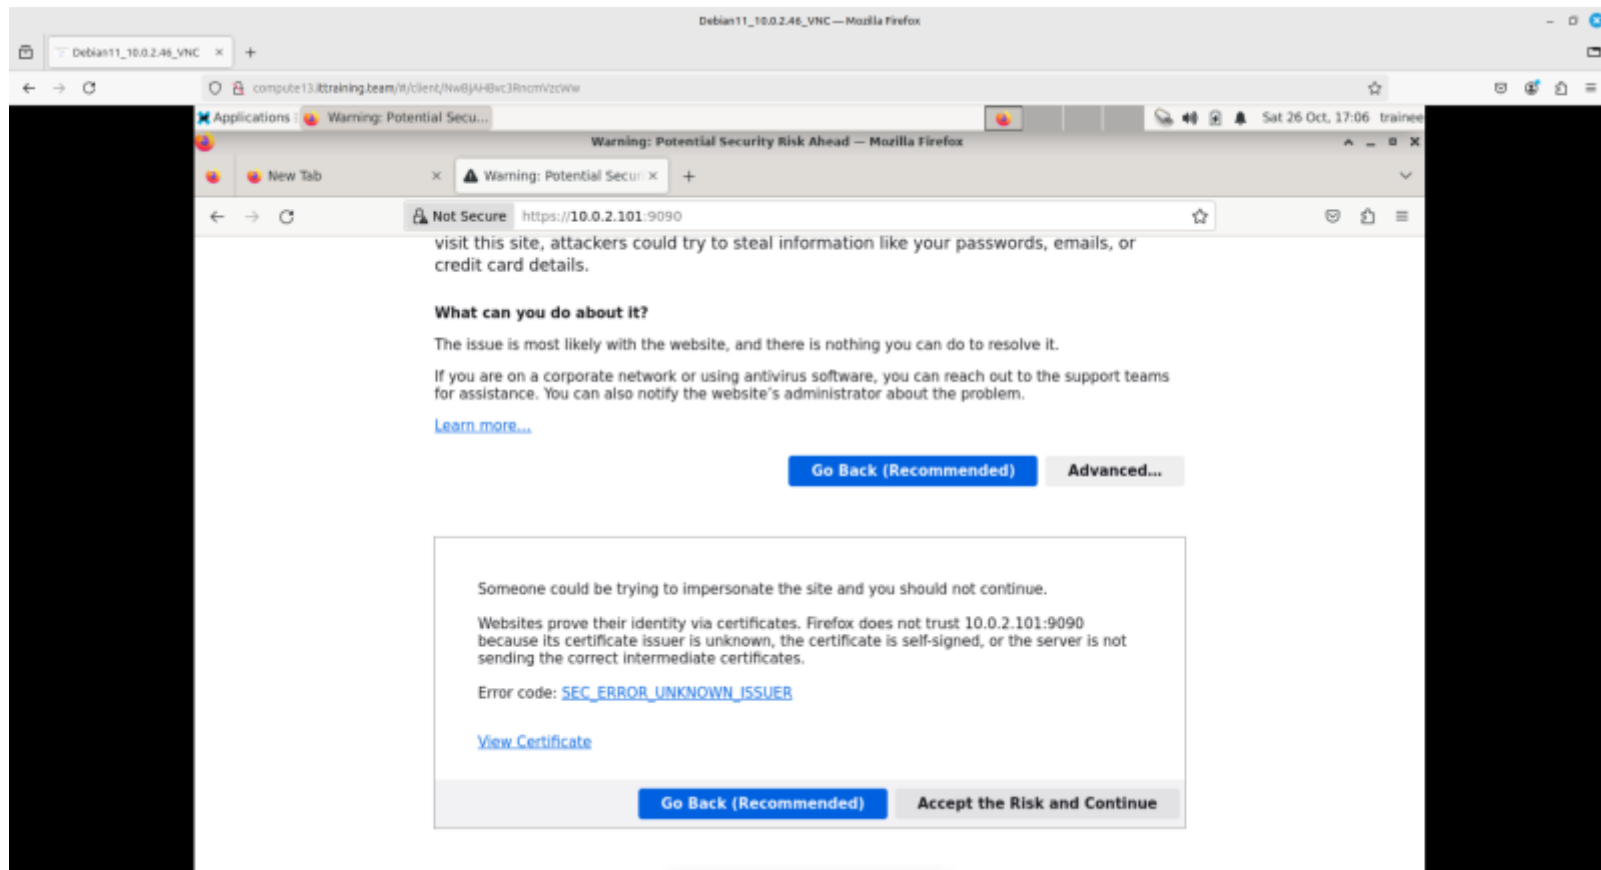 Debian11_10.0.2.46_VNC — Mozilla Firefox
Debian11_10.0.2.46_VNC
compute13.ittraining.team/#/client/
Applications
Warning: Potential Secu...
Sat 26 Oct, 17:06 trainee
Warning: Potential Security Risk Ahead — Mozilla Firefox
New Tab
Warning: Potential Secur
Not Secure https://10.0.2.101:9090
visit this site, attackers could try to steal information like your passwords, emails, or
credit card details.
What can you do about it?
The issue is most likely with the website, and there is nothing you can do to resolve it.
If you are on a corporate network or using antivirus software, you can reach out to the support teams
for assistance. You can also notify the website's administrator about the problem.
Learn more...
Go Back (Recommended) Advanced...
Someone could be trying to impersonate the site and you should not continue.
Websites prove their identity via certificates. Firefox does not trust 10.0.2.101:9090
because its certificate issuer is unknown, the certificate is self-signed, or the server is not
sending the correct intermediate certificates.
Error code: SEC_ERROR_UNKNOWN_ISSUER
View Certificate
Go Back (Recommended) Accept the Risk and Continue